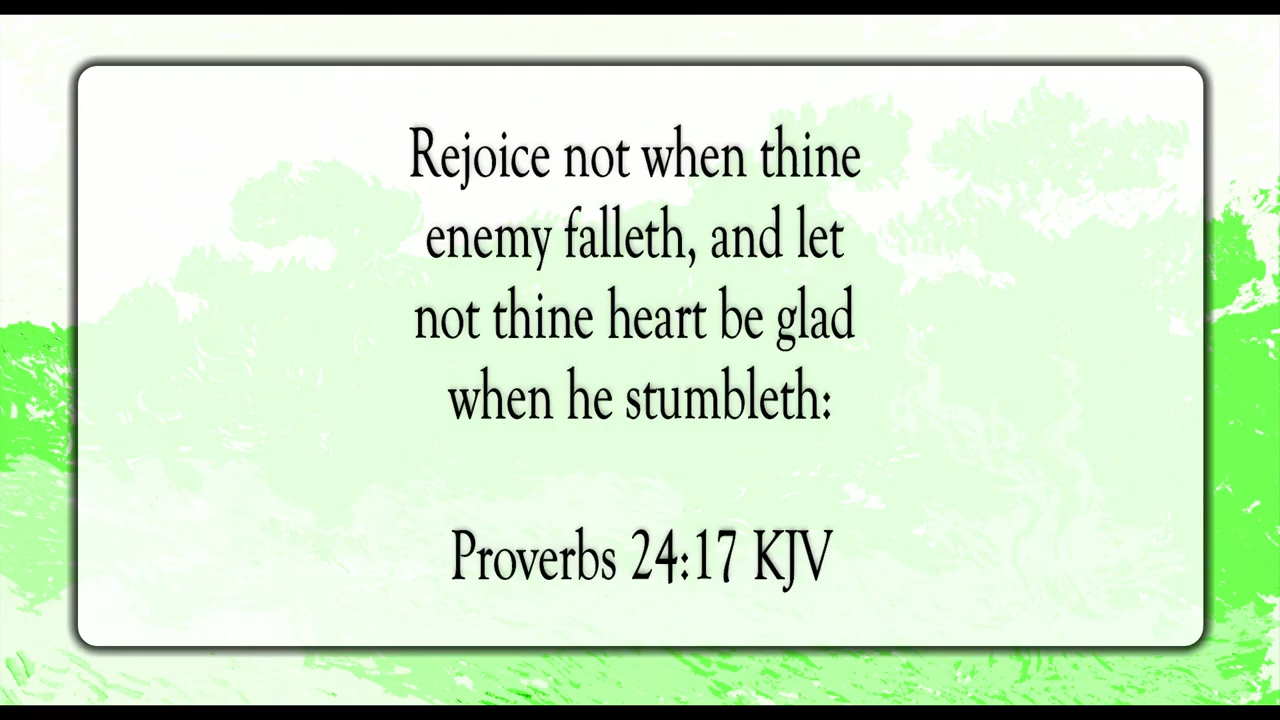 Rejoice not when thine
enemy falleth, and let
not thine heart be glad
when he stumbleth:
Proverbs 24:17 KJV